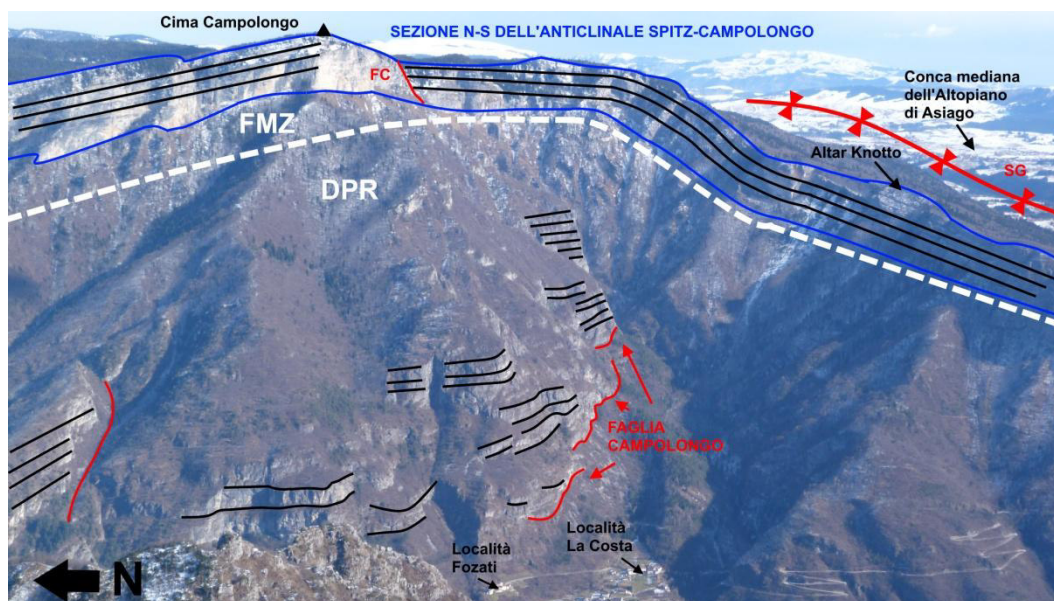 Cima Campolongo
SEZIONE N-S DELL'ANTICLINALE SPITZ-CAMPOLONGO
FC
Conca mediana
dell'Altopiano
di Asiago
FMZ
Altar Knotto
SG
DPR
FAGLIA
CAMPOLONGO
Località
La Costa
Località
Fozati
N